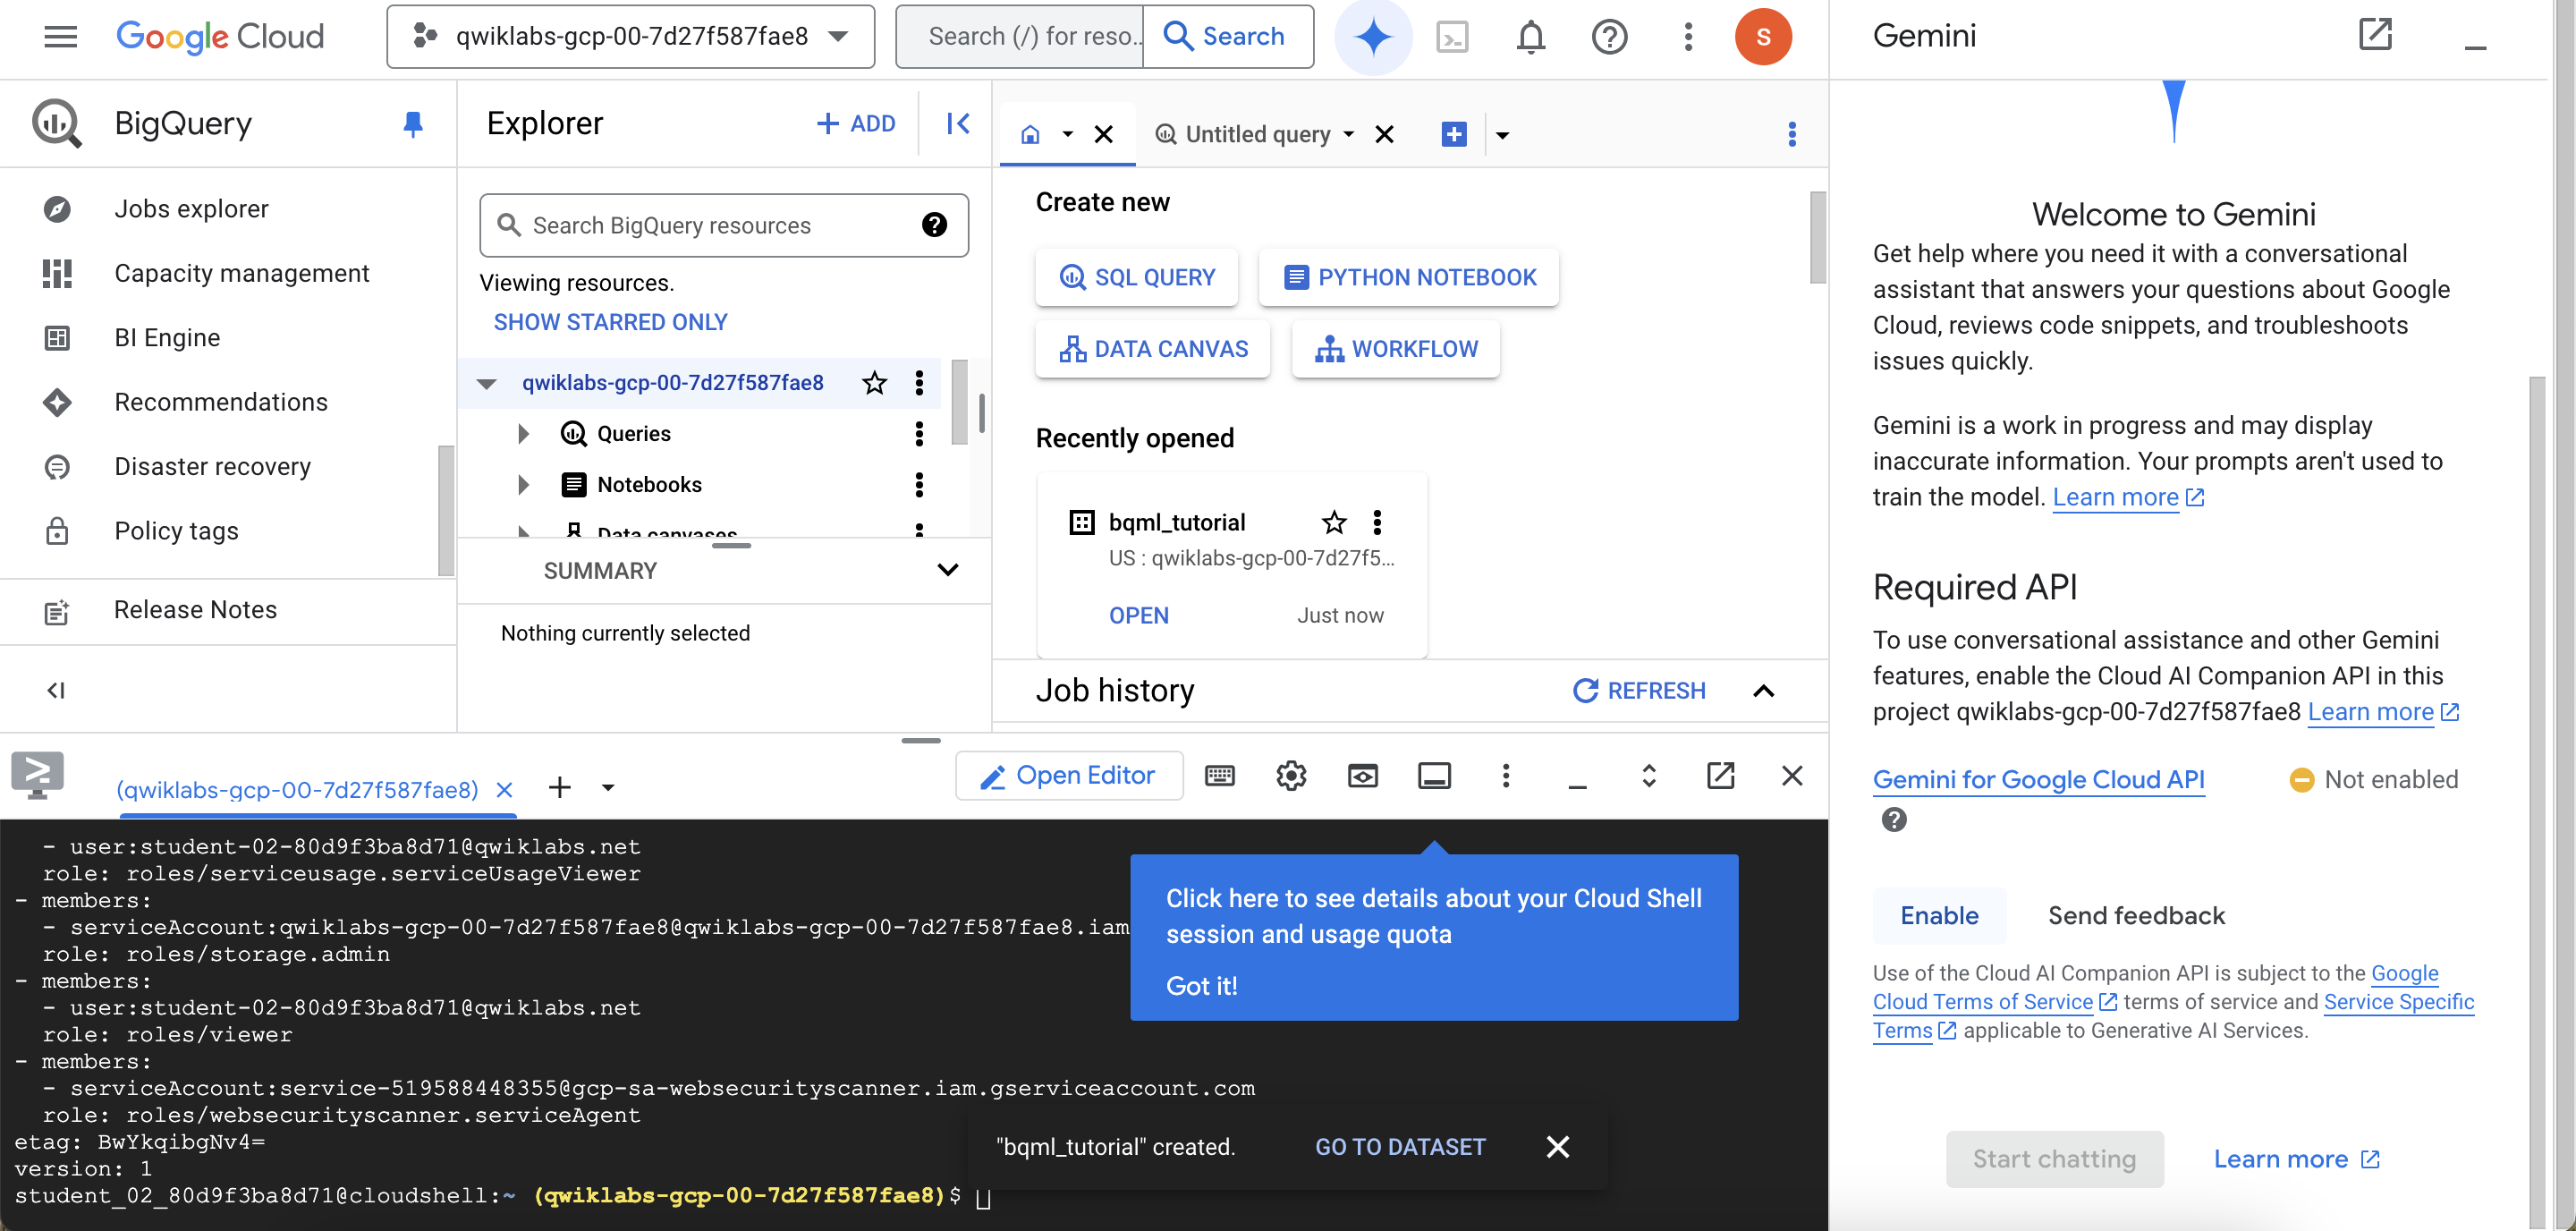 Google Cloud
qwiklabs-gcp-00-7d27f587fae8
Search (/) for reso...
Search
S
Gemini
BigQuery
Jobs explorer
Capacity management
BI Engine
Recommendations
Disaster recovery
Policy tags
Release Notes
Explorer
ADD
Search BigQuery resources
Viewing resources.
SHOW STARRED ONLY
qwiklabs-gcp-00-7d27f587fae8
Queries
Notebooks
Data canvases
SUMMARY
Nothing currently selected
Untitled query
Create new
SQL QUERY
PYTHON NOTEBOOK
DATA CANVAS
WORKFLOW
Recently opened
bqml_tutorial
US : qwiklabs-gcp-00-7d27f5...
OPEN
Just now
Job history
REFRESH
(qwiklabs-gcp-00-7d27f587fae8)
Open Editor
- user:student-02-80d9f3ba8d71@qwiklabs.net
role: roles/serviceusage.serviceUsageViewer
- members:
- serviceAccount:qwiklabs-gcp-00-7d27f587fae8@qwiklabs-gcp-00-7d27f587fae8.iam
role: roles/storage.admin
- members:
- user:student-02-80d9f3ba8d71@qwiklabs.net
role: roles/viewer
- members:
- serviceAccount:service-519588448355@gcp-sa-websecurityscanner.iam.gserviceaccount.com
role: roles/websecurityscanner.serviceAgent
etag: BwYkqibgNv4=
version: 1
student_02_80d9f3ba8d71@cloudshell:~ (qwiklabs-gcp-00-7d27f587fae8)$
Click here to see details about your Cloud Shell
session and usage quota
Got it!
"bqml_tutorial" created.
GO TO DATASET
Welcome to Gemini
Get help where you need it with a conversational
assistant that answers your questions about Google
Cloud, reviews code snippets, and troubleshoots
issues quickly.
Gemini is a work in progress and may display
inaccurate information. Your prompts aren't used to
train the model. Learn more
Required API
To use conversational assistance and other Gemini
features, enable the Cloud AI Companion API in this
project qwiklabs-gcp-00-7d27f587fae8 Learn more
Gemini for Google Cloud API
Not enabled
Enable
Send feedback
Use of the Cloud AI Companion API is subject to the Google
Cloud Terms of Service terms of service and Service Specific
Terms applicable to Generative AI Services.
Start chatting
Learn more